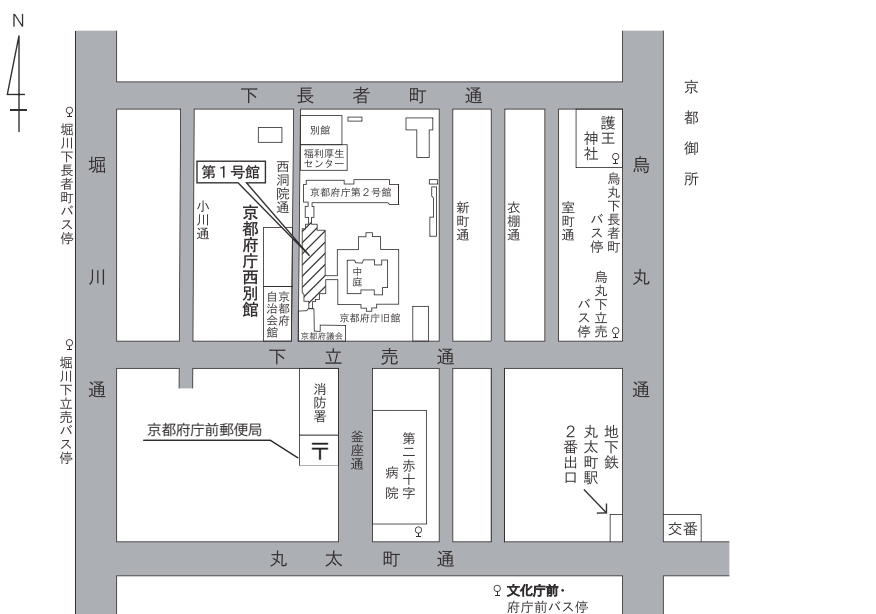 N
下長者町通
京都御所
堀川下長者町バス停
堀川通
別館
福利厚生
センター
護王
神社
烏丸通
第1号館
西洞院通
京都府庁第2号館
小川通
京都府庁西別館
新町通
衣棚通
室町通
烏丸下長者町
バス停
中庭
烏丸下立売
バス停
京都府
自治会館
京都府庁旧館
京都府議会
下立売通
堀川下立売バス停
消防署
京都府庁前郵便局
〒
釜座通
第二赤十字
病院
地下鉄
丸太町駅
2番出口
交番
丸太町通
文化庁前・
府庁前バス停